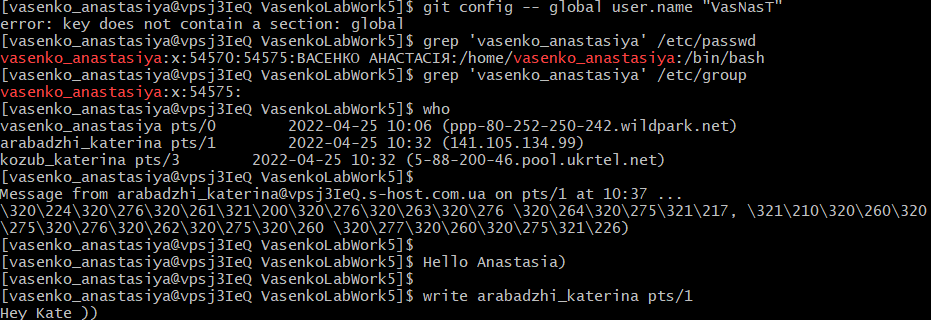 [vasenko_anastasiya@vpsj3IeQ VasenkoLabWork5]$ git config -- global user.name "VasNasT"
error: key does not contain a section: global
[vasenko_anastasiya@vpsj3IeQ VasenkoLabWork5]$ grep 'vasenko_anastasiya' /etc/passwd
vasenko_anastasiya:x:54570:54575:ВАСЕНКО АНАСТАСІЯ:/home/vasenko_anastasiya:/bin/bash
[vasenko_anastasiya@vpsj3IeQ VasenkoLabWork5]$ grep 'vasenko_anastasiya' /etc/group
vasenko_anastasiya:x:54575:
[vasenko_anastasiya@vpsj3IeQ VasenkoLabWork5]$ who
vasenko_anastasiya pts/0        2022-04-25 10:06 (ppp-80-252-250-242.wildpark.net)
arabadzhi_katerina pts/1        2022-04-25 10:32 (141.105.134.99)
kozub_katerina pts/3        2022-04-25 10:32 (5-88-200-46.pool.ukrtel.net)
[vasenko_anastasiya@vpsj3IeQ VasenkoLabWork5]$
Message from arabadzhi_katerina@vpsj3IeQ.s-host.com.ua on pts/1 at 10:37 ...
\320\224\320\276\320\261\321\200\320\276\320\263\320\276 \320\264\320\275\321\217, \321\210\320\260\320
\275\320\276\320\262\320\275\320\260 \320\277\320\260\320\275\321\226)
[vasenko_anastasiya@vpsj3IeQ VasenkoLabWork5]$
[vasenko_anastasiya@vpsj3IeQ VasenkoLabWork5]$ Hello Anastasia)
[vasenko_anastasiya@vpsj3IeQ VasenkoLabWork5]$
[vasenko_anastasiya@vpsj3IeQ VasenkoLabWork5]$ write arabadzhi_katerina pts/1
Hey Kate ))